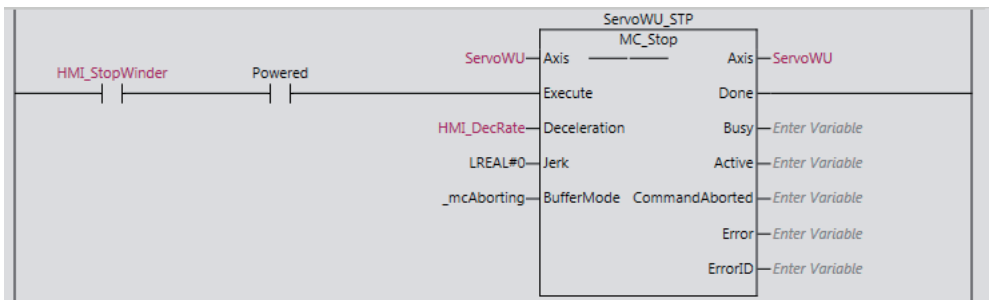 ServoWU_STP
MC_Stop
ServoWU Axis Axis ServoWU
HMI_StopWinder Powered
Execute Done
HMI_DecRate Deceleration Busy Enter Variable
LREAL#0 Jerk Active Enter Variable
_mcAborting BufferMode CommandAborted Enter Variable
Error Enter Variable
ErrorID Enter Variable